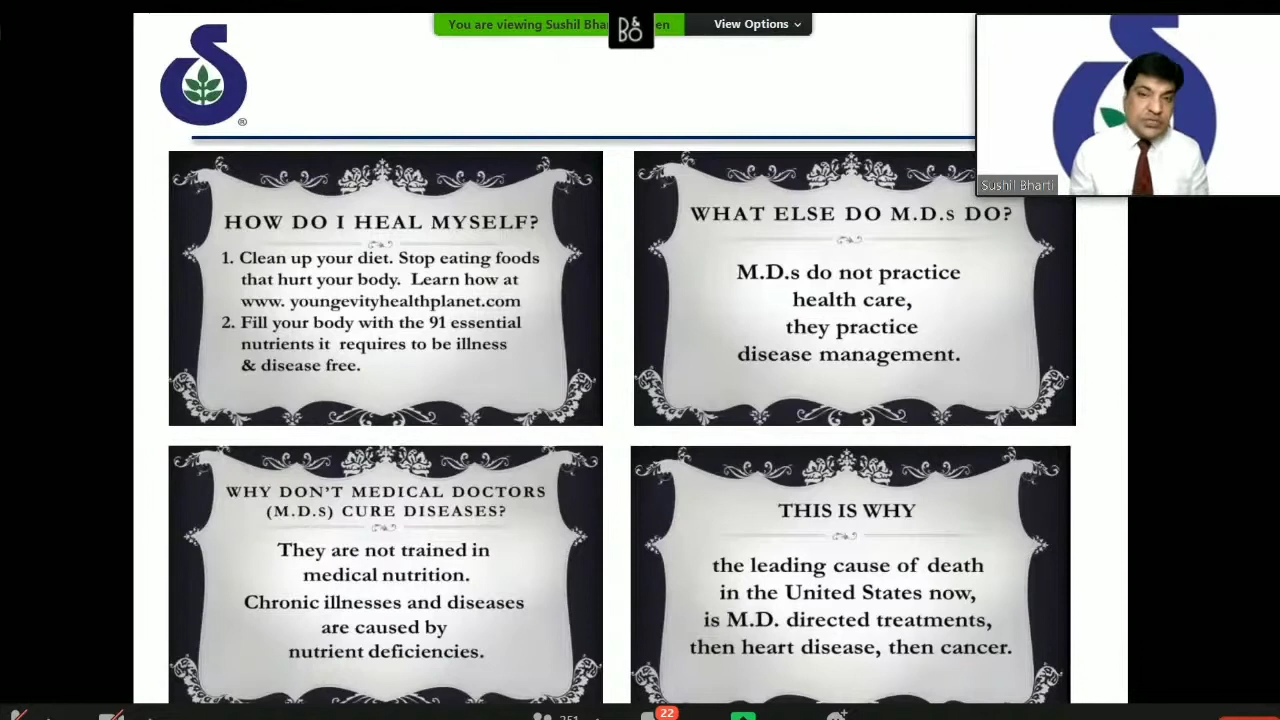 You are viewing Sushil Bha
en
B&
BO
View Options
S
®
Sushil Bharti
HOW DO I HEAL MYSELF?
1. Clean up your diet. Stop eating foods
that hurt your body. Learn how at
www. youngevityhealthplanet.com
2. Fill your body with the 91 essential
nutrients it requires to be illness
& disease free.
WHAT ELSE DO M.D.s DO?
M.D.s do not practice
health care,
they practice
disease management.
WHY DON'T MEDICAL DOCTORS
(M.D.s) CURE DISEASES?
They are not trained in
medical nutrition.
Chronic illnesses and diseases
are caused by
nutrient deficiencies.
THIS IS WHY
the leading cause of death
in the United States now,
is M.D. directed treatments,
then heart disease, then cancer.
22